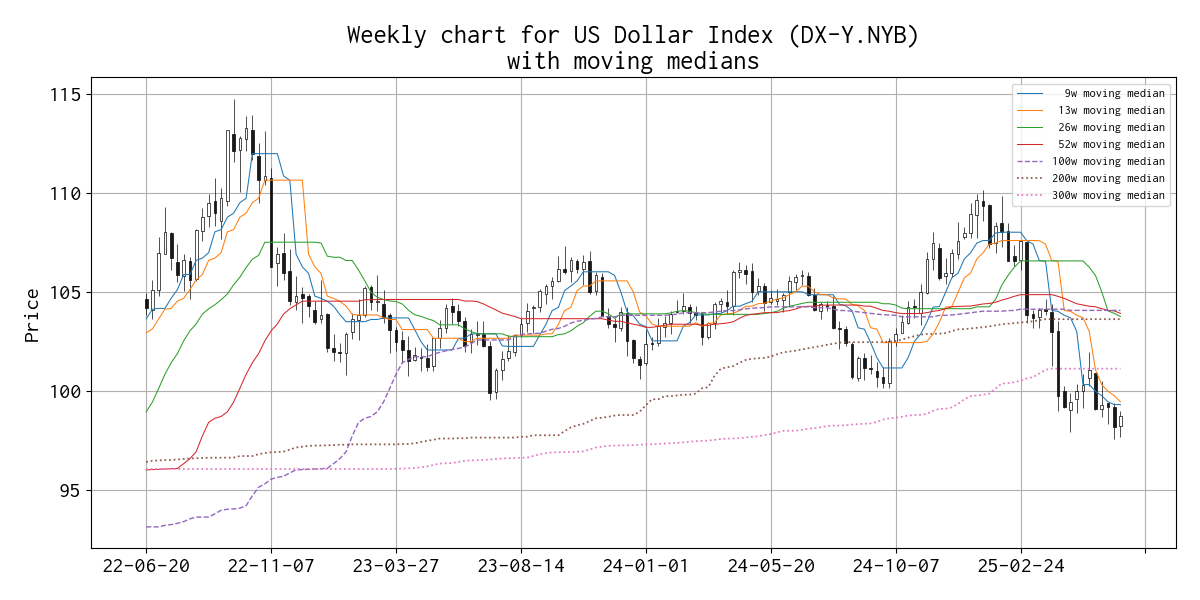 Weekly chart for US Dollar Index (DX-Y.NYB)
with moving medians
115
110
105
100
95
Price
9w moving median
13w moving median
26w moving median
52w moving median
100w moving median
200w moving median
300w moving median
22-06-20
22-11-07
23-03-27
23-08-14
24-01-01
24-05-20
24-10-07
25-02-24